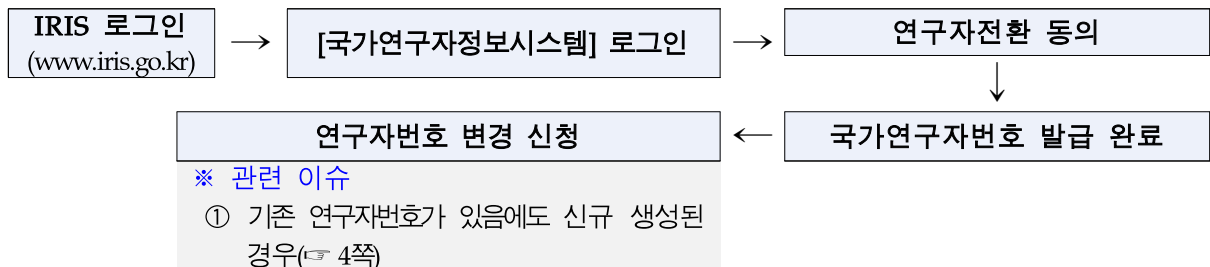 IRIS 로그인
(www.iris.go.kr)
→
[국가연구자정보시스템] 로그인
→
연구자전환 동의
↓
국가연구자번호 발급 완료
←
연구자번호 변경 신청
※ 관련 이슈
① 기존 연구자번호가 있음에도 신규 생성된
경우(☞ 4쪽)